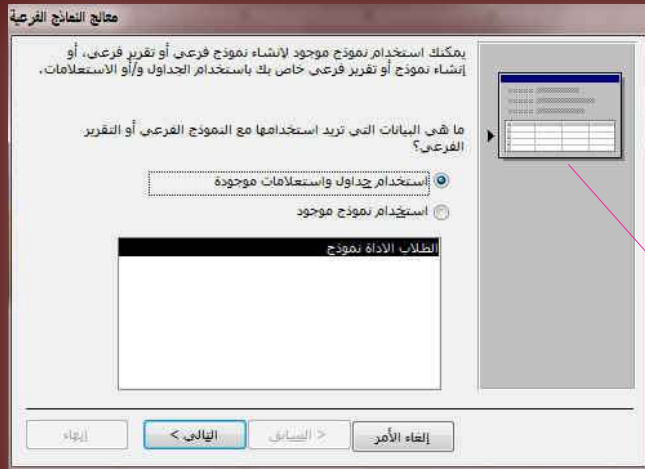 معالج النماذج الفرعية
يمكنك استخدام نموذج موجود لإنشاء نموذج فرعي أو تقرير فرعي، أو
إنشاء نموذج أو تقرير فرعي خاص بك باستخدام الجداول و/أو الاستعلامات.
ما هي البيانات التي تريد استخدامها مع النموذج الفرعي أو التقرير
الفرعي؟
استخدام جداول واستعلامات موجودة
استخدام نموذج موجود
الطلاب الاداة نموذج
إلغاء الأمر
< السابق
التالي >
إنهاء